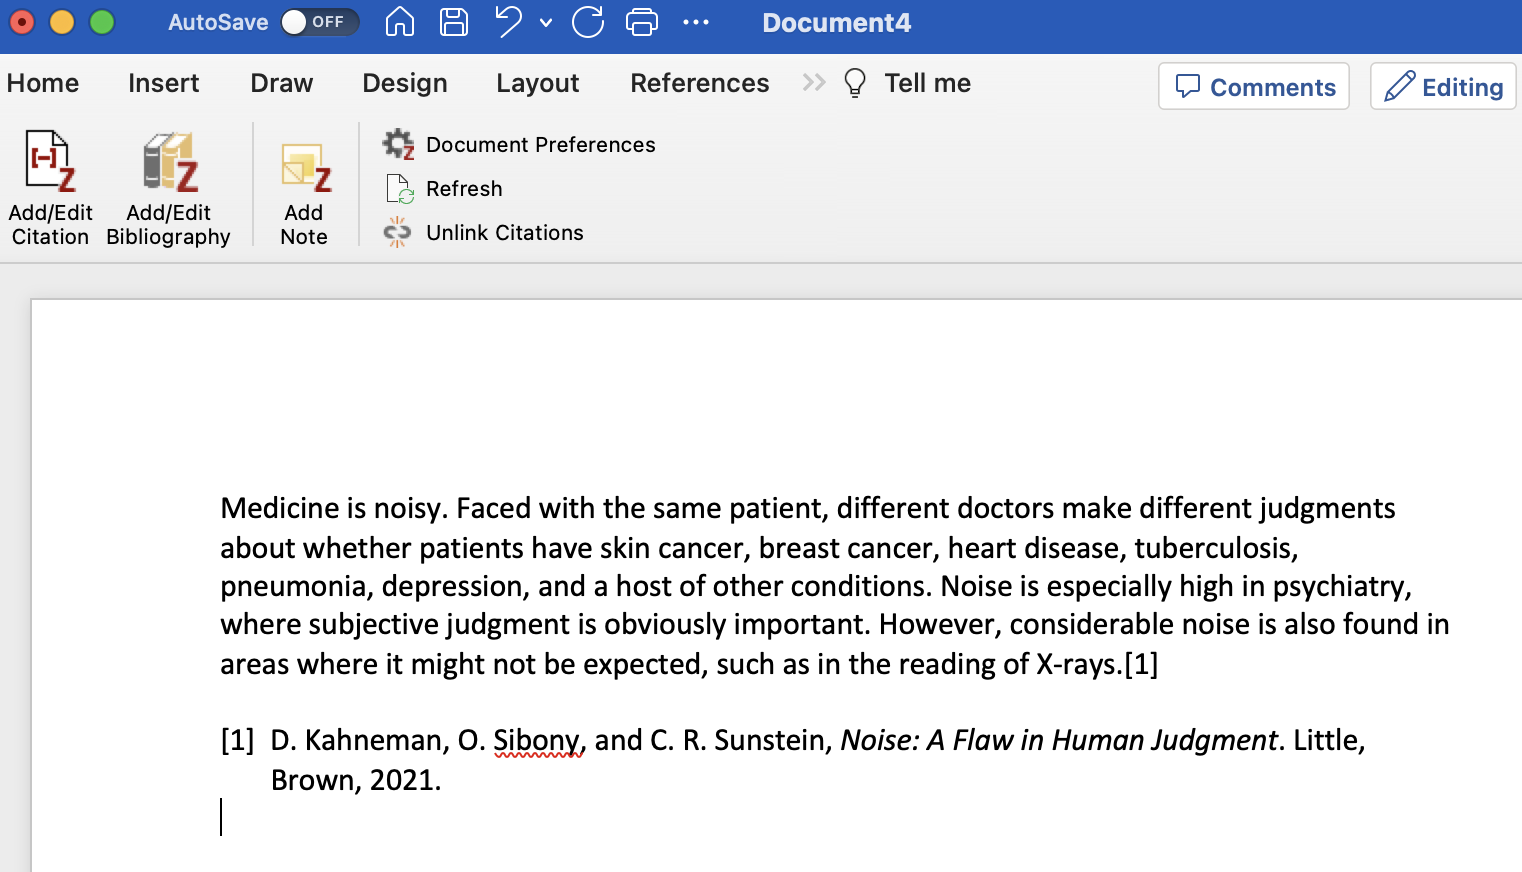 AutoSave OFF Document4
Home Insert Draw Design Layout References Tell me Comments Editing
Add/Edit
Citation
Add/Edit
Bibliography
Add
Note
Document Preferences
Refresh
Unlink Citations
Medicine is noisy. Faced with the same patient, different doctors make different judgments
about whether patients have skin cancer, breast cancer, heart disease, tuberculosis,
pneumonia, depression, and a host of other conditions. Noise is especially high in psychiatry,
where subjective judgment is obviously important. However, considerable noise is also found in
areas where it might not be expected, such as in the reading of X-rays.[1]
[1] D. Kahneman, O. Sibony, and C. R. Sunstein, Noise: A Flaw in Human Judgment. Little,
Brown, 2021.